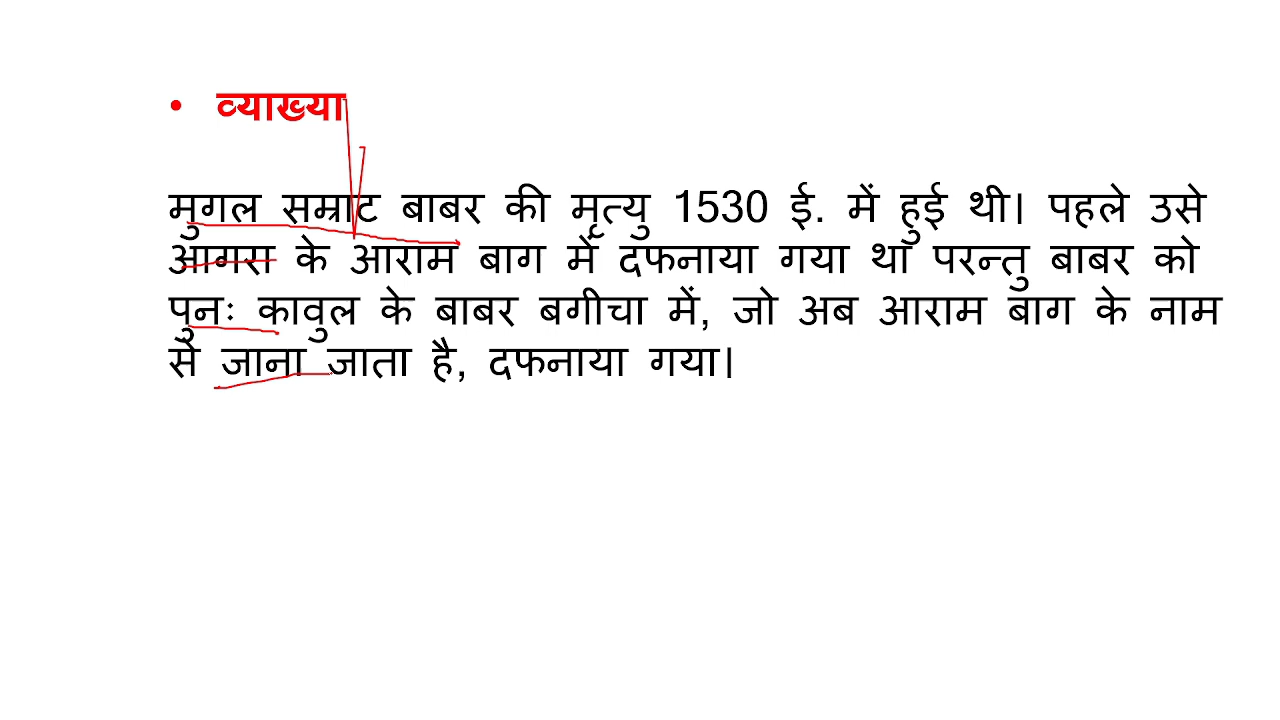 • व्याख्या
मुगल सम्राट बाबर की मृत्यु 1530 ई. में हुई थी। पहले उसे
आगरा के आराम बाग में दफनाया गया था परन्तु बाबर को
पुनः कावुल के बाबर बगीचा में, जो अब आराम बाग के नाम
से जाना जाता है, दफनाया गया।